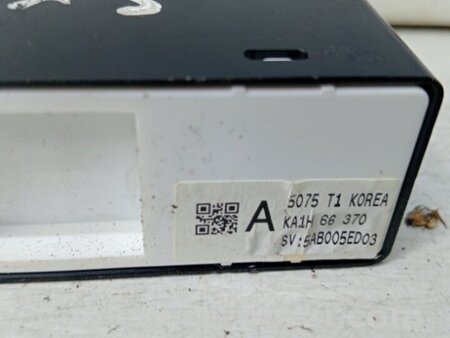 A
5075 T1 KOREA
KA1H 66 370
SV:5AB005ED03